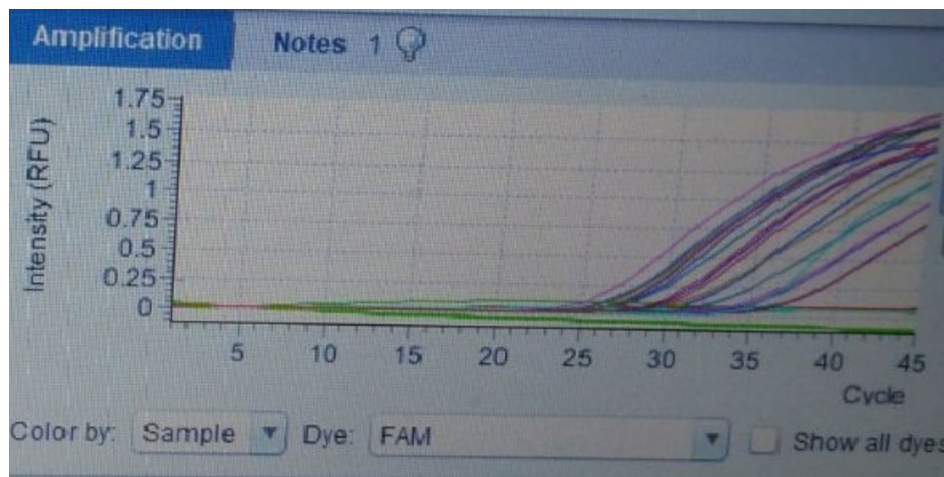 Amplification Notes 1
Intensity (RFU)
1.75
1.5
1.25
1
0.75
0.5
0.25
0
5 10 15 20 25 30 35 40 45
Cycle
Color by: Sample Dye: FAM Show all dyes